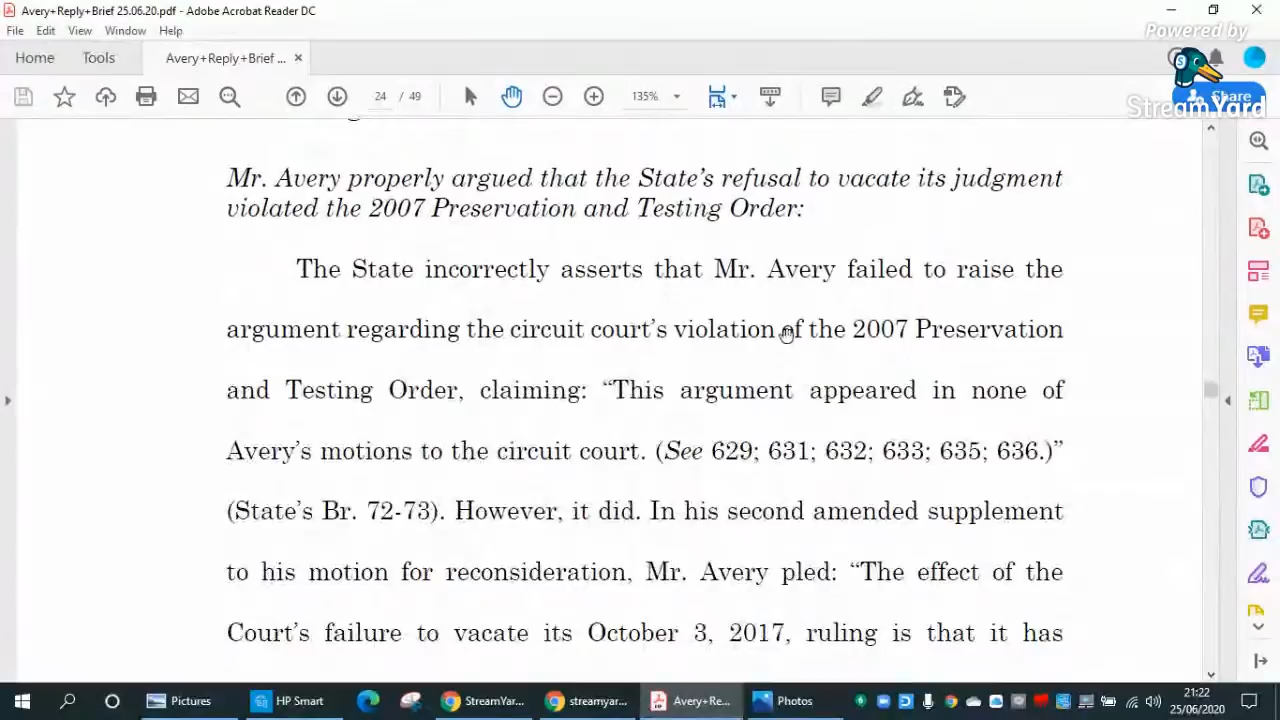 Avery+Reply+Brief 25.06.20.pdf - Adobe Acrobat Reader DC
File Edit View Window Help
Powered by
Home Tools Avery+Reply+Brief ... ×
StreamYard
24 / 49 135% Share
Mr. Avery properly argued that the State's refusal to vacate its judgment
violated the 2007 Preservation and Testing Order:
The State incorrectly asserts that Mr. Avery failed to raise the
argument regarding the circuit court's violation of the 2007 Preservation
and Testing Order, claiming: “This argument appeared in none of
Avery's motions to the circuit court. (See 629; 631; 632; 633; 635; 636.)”
(State's Br. 72-73). However, it did. In his second amended supplement
to his motion for reconsideration, Mr. Avery pled: “The effect of the
Court's failure to vacate its October 3, 2017, ruling is that it has
Pictures HP Smart StreamYar... streamyar... Avery+Re... Photos
21:22
25/06/2020